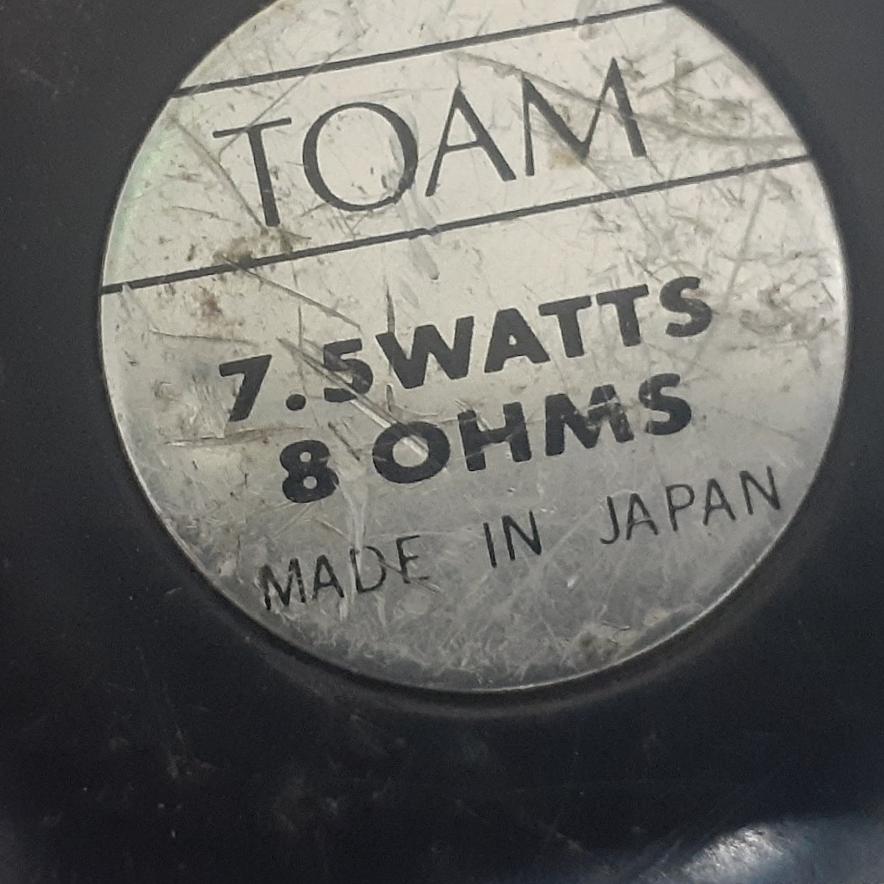 TOAM
7.5WATTS
8 OHMS
MADE IN JAPAN